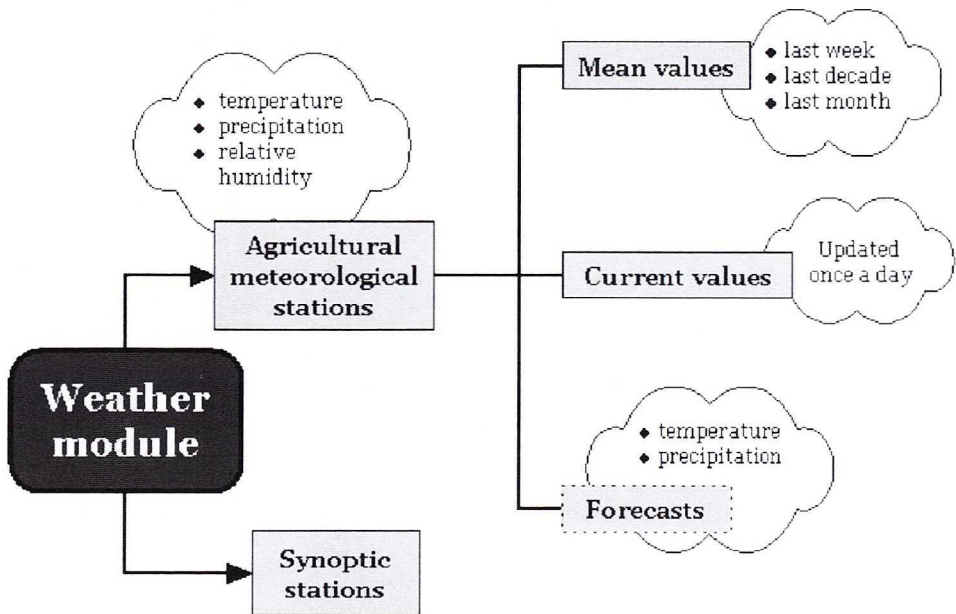 Mean values
◆ last week
◆ last decade
◆ last month
◆ temperature
◆ precipitation
◆ relative
humidity
Agricultural
meteorological
stations
Current values
Updated
once a day
Weather
module
◆ temperature
◆ precipitation
Forecasts
Synoptic
stations